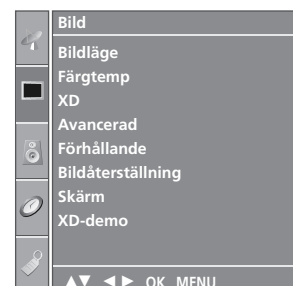 Bild
Bildläge
Färgtemp
XD
Avancerad
Förhållande
Bildåterställning
Skärm
XD-demo
▲▼ ◄► OK MENU